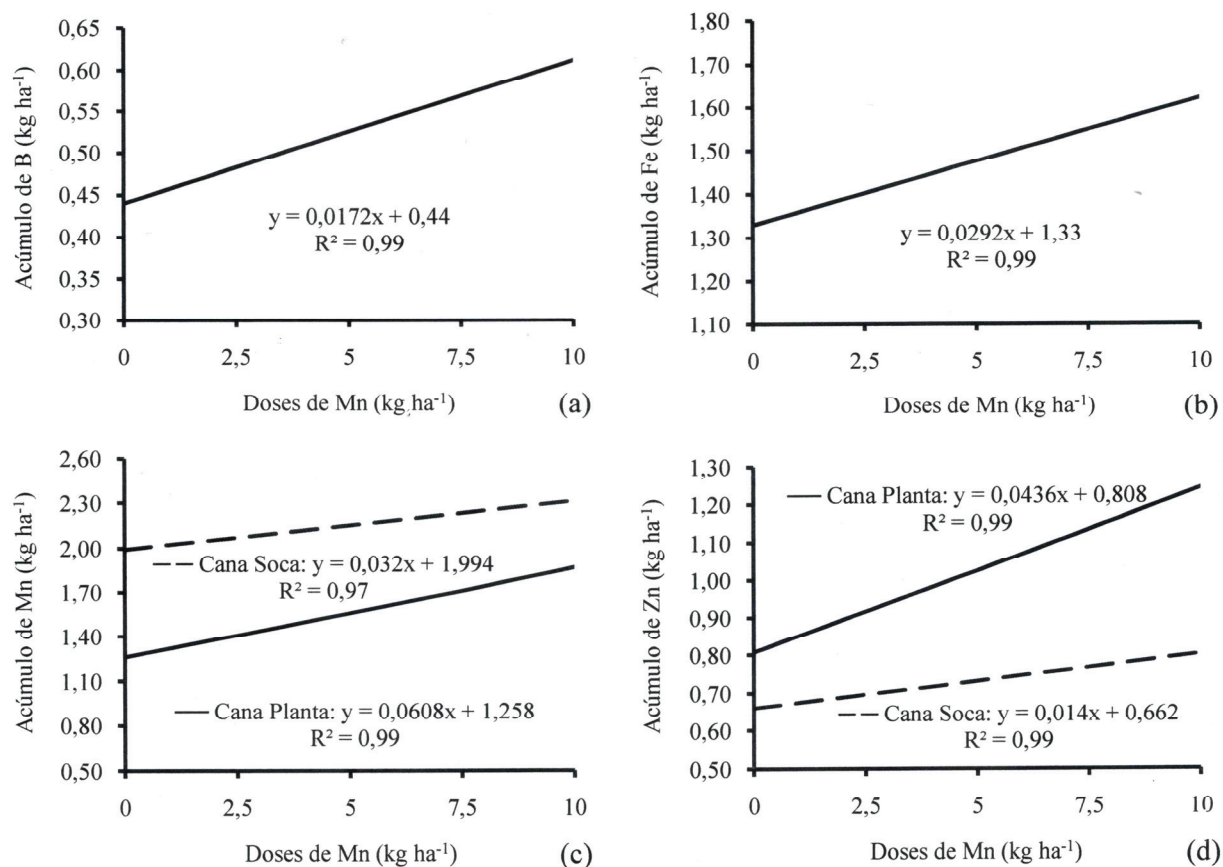 Acúmulo de B (kg ha⁻¹)
0,65
0,60
0,55
0,50
0,45
0,40
0,35
0,30
y = 0,0172x + 0,44
R² = 0,99
0 2,5 5 7,5 10
Doses de Mn (kg ha⁻¹) (a)
Acúmulo de Fe (kg ha⁻¹)
1,80
1,70
1,60
1,50
1,40
1,30
1,20
1,10
y = 0,0292x + 1,33
R² = 0,99
0 2,5 5 7,5 10
Doses de Mn (kg ha⁻¹) (b)
Acúmulo de Mn (kg ha⁻¹)
2,60
2,30
2,00
1,70
1,40
1,10
0,80
0,50
Cana Soca: y = 0,032x + 1,994
R² = 0,97
Cana Planta: y = 0,0608x + 1,258
R² = 0,99
0 2,5 5 7,5 10
Doses de Mn (kg ha⁻¹) (c)
Acúmulo de Zn (kg ha⁻¹)
1,30
1,20
1,10
1,00
0,90
0,80
0,70
0,60
0,50
Cana Planta: y = 0,0436x + 0,808
R² = 0,99
Cana Soca: y = 0,014x + 0,662
R² = 0,99
0 2,5 5 7,5 10
Doses de Mn (kg ha⁻¹) (d)